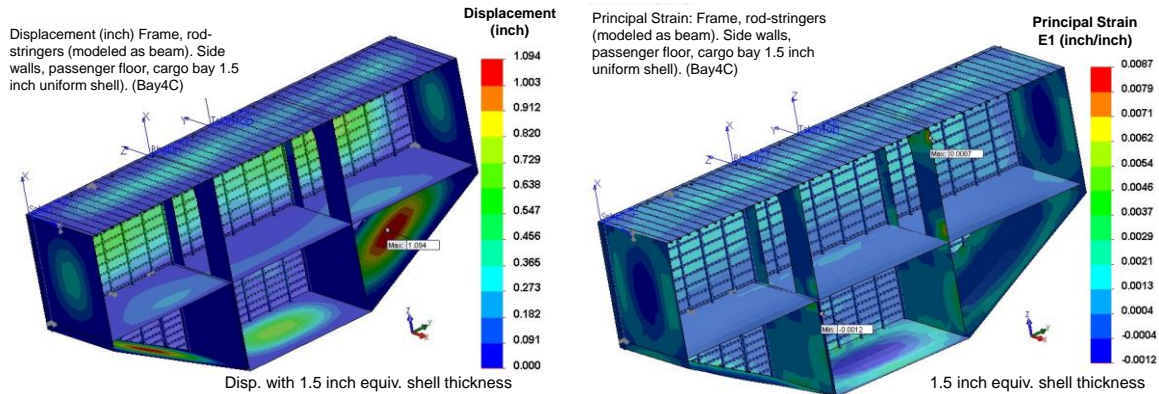 Displacement (inch) Frame, rod-
stringers (modeled as beam). Side
walls, passenger floor, cargo bay 1.5
inch uniform shell). (Bay4C)
Displacement
(inch)
1.094
1.003
0.912
0.820
0.729
0.638
0.547
0.456
0.365
0.273
0.182
0.091
0.000
X
Y
Z
X
Max: 1.094
Z
Y
X
Disp. with 1.5 inch equiv. shell thickness
Principal Strain: Frame, rod-stringers
(modeled as beam). Side walls,
passenger floor, cargo bay 1.5 inch
uniform shell). (Bay4C)
Principal Strain
E1 (inch/inch)
0.0087
0.0079
0.0071
0.0062
0.0054
0.0046
0.0037
0.0029
0.0021
0.0013
0.0004
-0.0004
-0.0012
Z
X
Y
Z
X
Max: 0.0087
Min: -0.0012
Z
Y
X
1.5 inch equiv. shell thickness